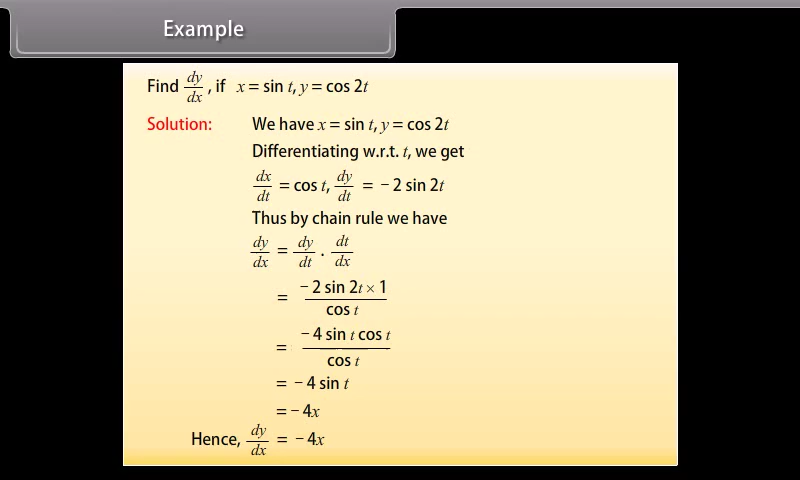 Example
Find dy/dx, if x = sin t, y = cos 2t
Solution: We have x = sin t, y = cos 2t
Differentiating w.r.t. t, we get
dx/dt = cos t, dy/dt = − 2 sin 2t
Thus by chain rule we have
dy/dx = dy/dt . dt/dx
= − 2 sin 2t × 1 / cos t
= − 4 sin t cos t / cos t
= − 4 sin t
= − 4x
Hence, dy/dx = − 4x